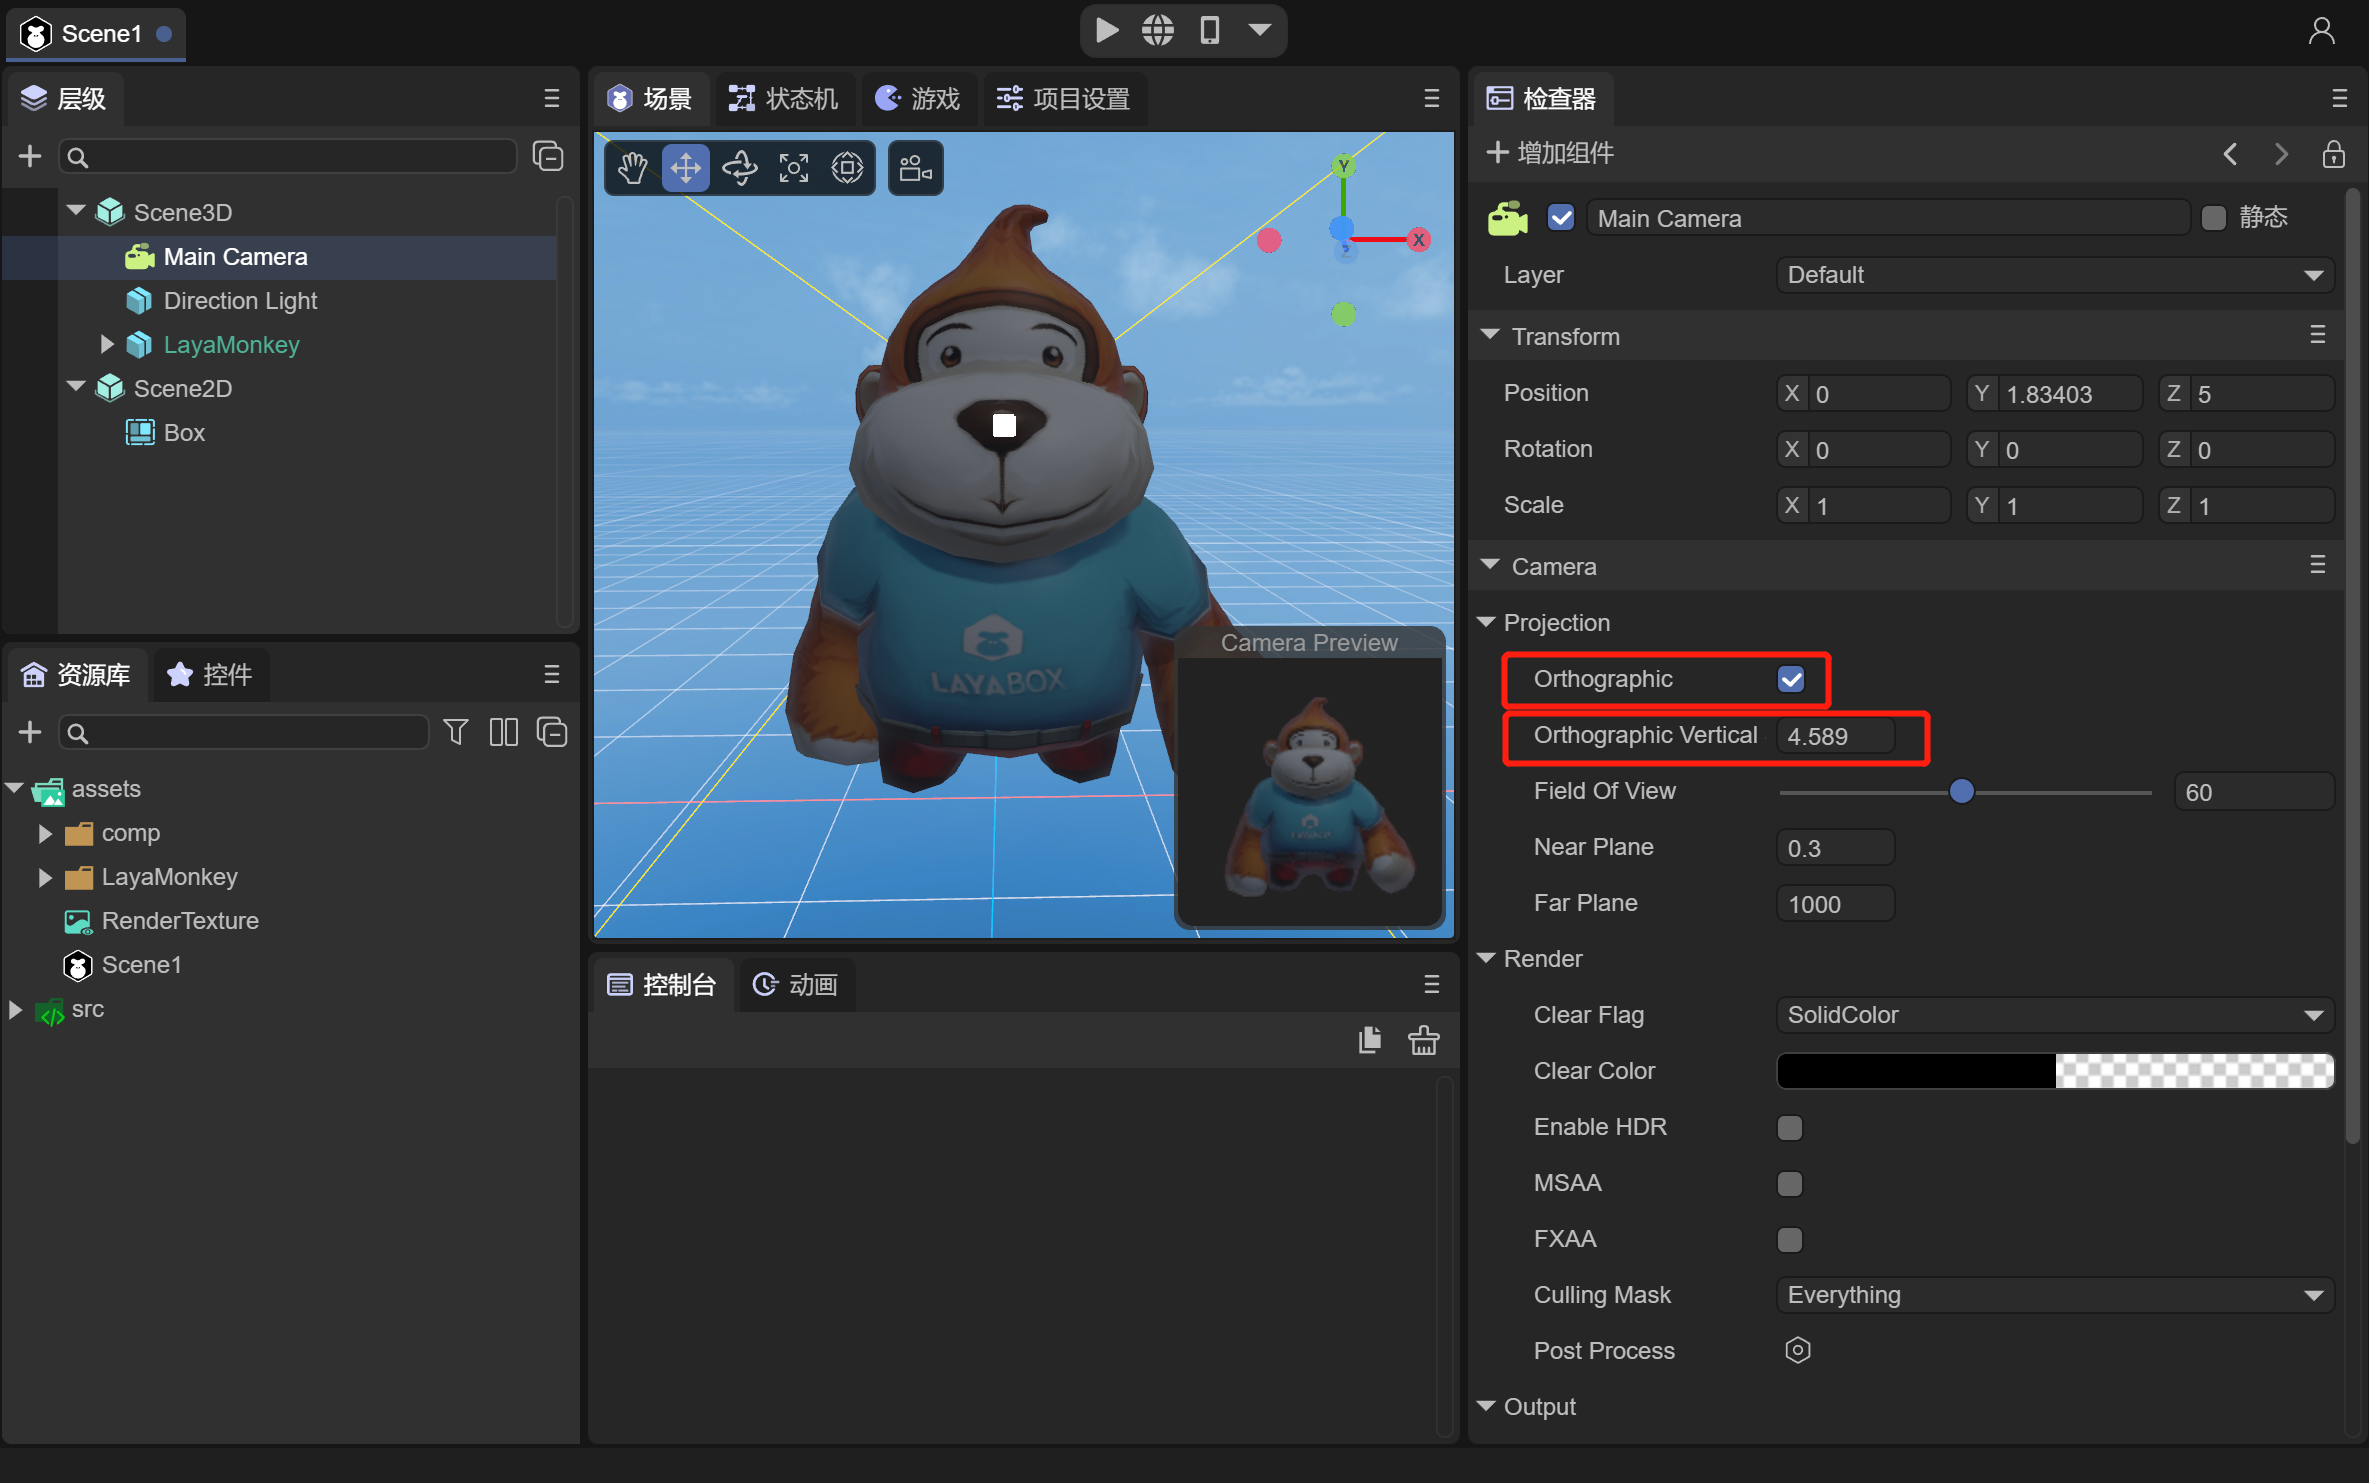 Scene1
层级
Scene3D
Main Camera
Direction Light
LayaMonkey
Scene2D
Box
资源库
控件
assets
comp
LayaMonkey
RenderTexture
Scene1
src
场景
状态机
游戏
项目设置
Y
X
Z
LAYABOX
Camera Preview
控制台
动画
检查器
增加组件
Main Camera
静态
Layer Default
Transform
Position X 0 Y 1.83403 Z 5
Rotation X 0 Y 0 Z 0
Scale X 1 Y 1 Z 1
Camera
Projection
Orthographic
Orthographic Vertical 4.589
Field Of View 60
Near Plane 0.3
Far Plane 1000
Render
Clear Flag SolidColor
Clear Color
Enable HDR
MSAA
FXAA
Culling Mask Everything
Post Process
Output